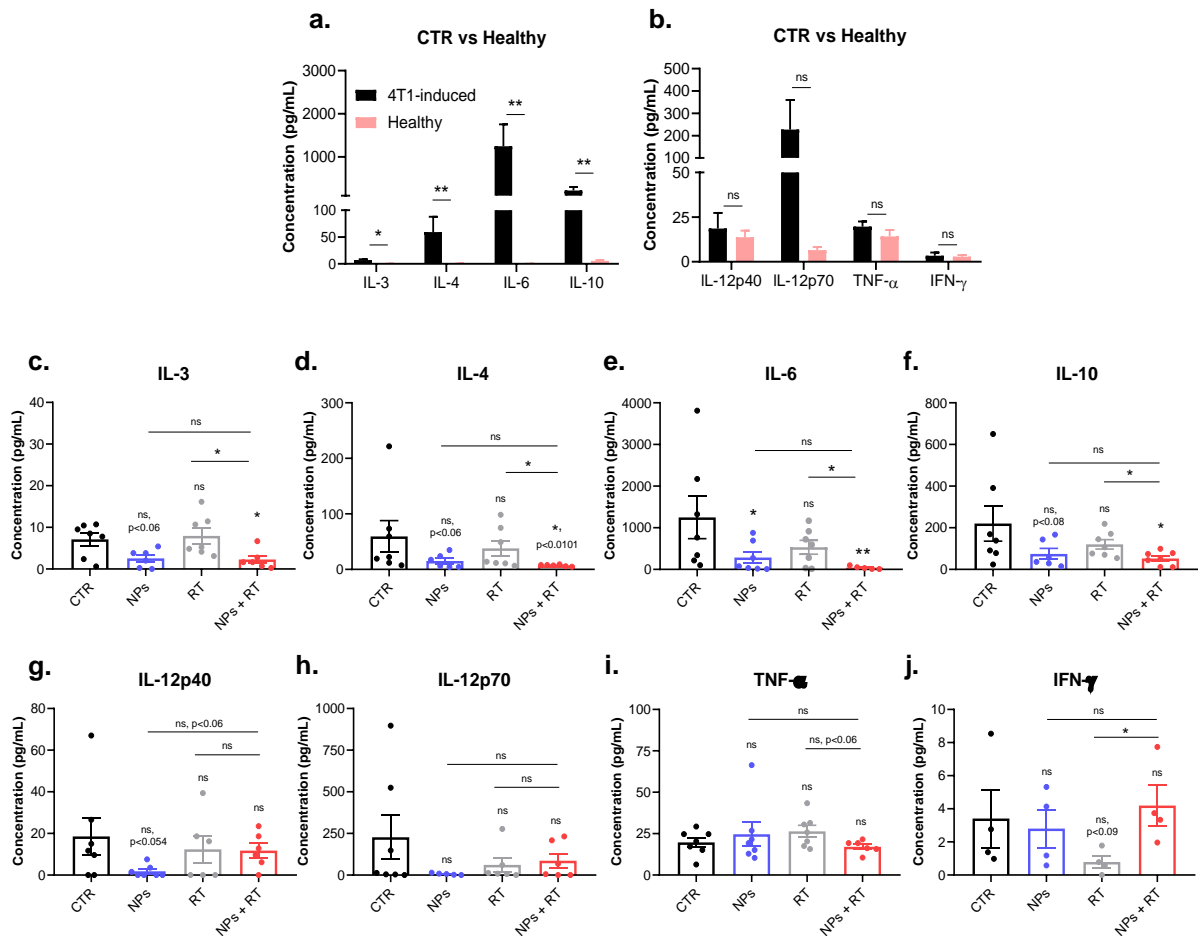 a.
CTR vs Healthy
Concentration (pg/mL)
3000
2000
1000
100
50
0
4T1-induced
Healthy
*
**
**
**
IL-3
IL-4
IL-6
IL-10
b.
CTR vs Healthy
Concentration (pg/mL)
500
400
300
200
100
50
25
0
ns
ns
ns
ns
IL-12p40
IL-12p70
TNF-α
IFN-γ
c.
IL-3
Concentration (pg/mL)
40
30
20
10
0
ns
*
ns,
p<0.06
ns
*
CTR
NPs
RT
NPs + RT
d.
IL-4
Concentration (pg/mL)
300
200
100
0
ns
*
ns,
p<0.06
ns
*,
p<0.0101
CTR
NPs
RT
NPs + RT
e.
IL-6
Concentration (pg/mL)
4000
3000
2000
1000
0
ns
*
*
ns
**
CTR
NPs
RT
NPs + RT
f.
IL-10
Concentration (pg/mL)
800
600
400
200
0
ns
*
ns,
p<0.08
ns
*
CTR
NPs
RT
NPs + RT
g.
IL-12p40
Concentration (pg/mL)
80
60
40
20
0
ns, p<0.06
ns
ns,
p<0.054
ns
ns
CTR
NPs
RT
NPs + RT
h.
IL-12p70
Concentration (pg/mL)
1000
750
500
250
0
ns
ns
ns
ns
ns
CTR
NPs
RT
NPs + RT
i.
TNF-α
Concentration (pg/mL)
100
75
50
25
0
ns
ns, p<0.06
ns
ns
ns
CTR
NPs
RT
NPs + RT
j.
IFN-γ
Concentration (pg/mL)
10
8
6
4
2
0
ns
*
ns
ns,
p<0.09
ns
CTR
NPs
RT
NPs + RT